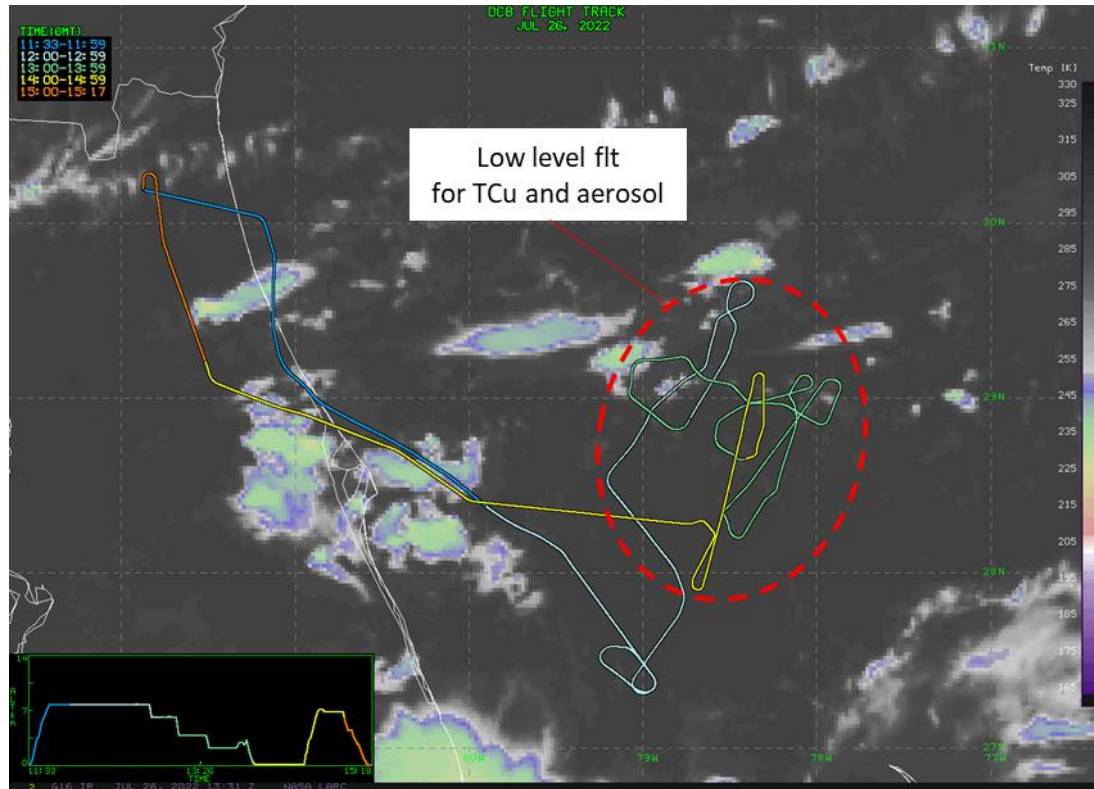 DC8 FLIGHT TRACK
JUL 26, 2022
TIME(GMT)
11:33-11:59
12:00-12:59
13:00-13:59
14:00-14:59
15:00-15:17
31N
Temp [K]
330
325
315
305
295
285
275
265
255
245
235
225
215
205
195
185
175
165
Low level flt
for TCu and aerosol
30N
29N
28N
27N
80W
79W
78W
14
7
0
11:33
13:26
15:19
TIME
2 G16 IR JUL 26, 2022 13:31 Z NASA LARC